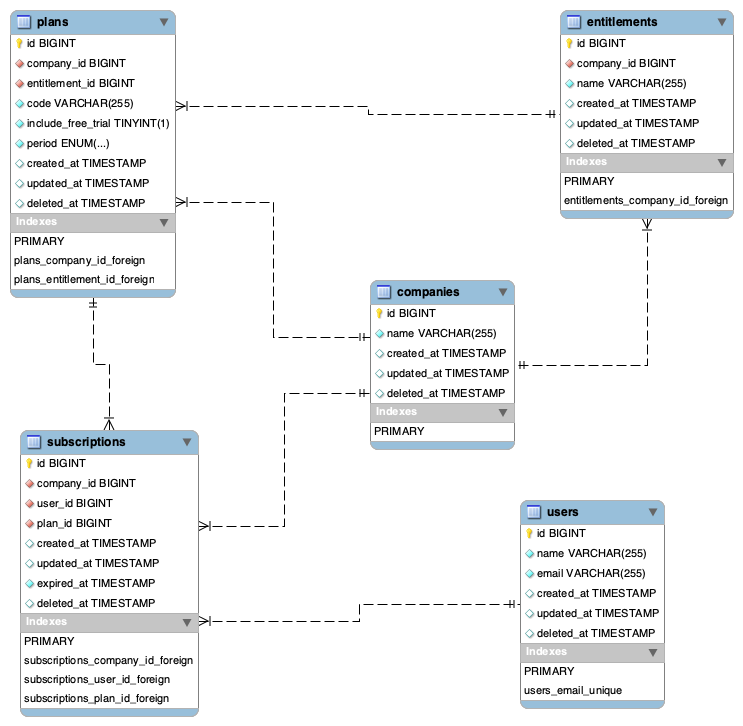 plans
id BIGINT
company_id BIGINT
entitlement_id BIGINT
code VARCHAR(255)
include_free_trial TINYINT(1)
period ENUM(...)
created_at TIMESTAMP
updated_at TIMESTAMP
deleted_at TIMESTAMP
Indexes
PRIMARY
plans_company_id_foreign
plans_entitlement_id_foreign
entitlements
id BIGINT
company_id BIGINT
name VARCHAR(255)
created_at TIMESTAMP
updated_at TIMESTAMP
deleted_at TIMESTAMP
Indexes
PRIMARY
entitlements_company_id_foreign
companies
id BIGINT
name VARCHAR(255)
created_at TIMESTAMP
updated_at TIMESTAMP
deleted_at TIMESTAMP
Indexes
PRIMARY
subscriptions
id BIGINT
company_id BIGINT
user_id BIGINT
plan_id BIGINT
created_at TIMESTAMP
updated_at TIMESTAMP
expired_at TIMESTAMP
deleted_at TIMESTAMP
Indexes
PRIMARY
subscriptions_company_id_foreign
subscriptions_user_id_foreign
subscriptions_plan_id_foreign
users
id BIGINT
name VARCHAR(255)
email VARCHAR(255)
created_at TIMESTAMP
updated_at TIMESTAMP
deleted_at TIMESTAMP
Indexes
PRIMARY
users_email_unique